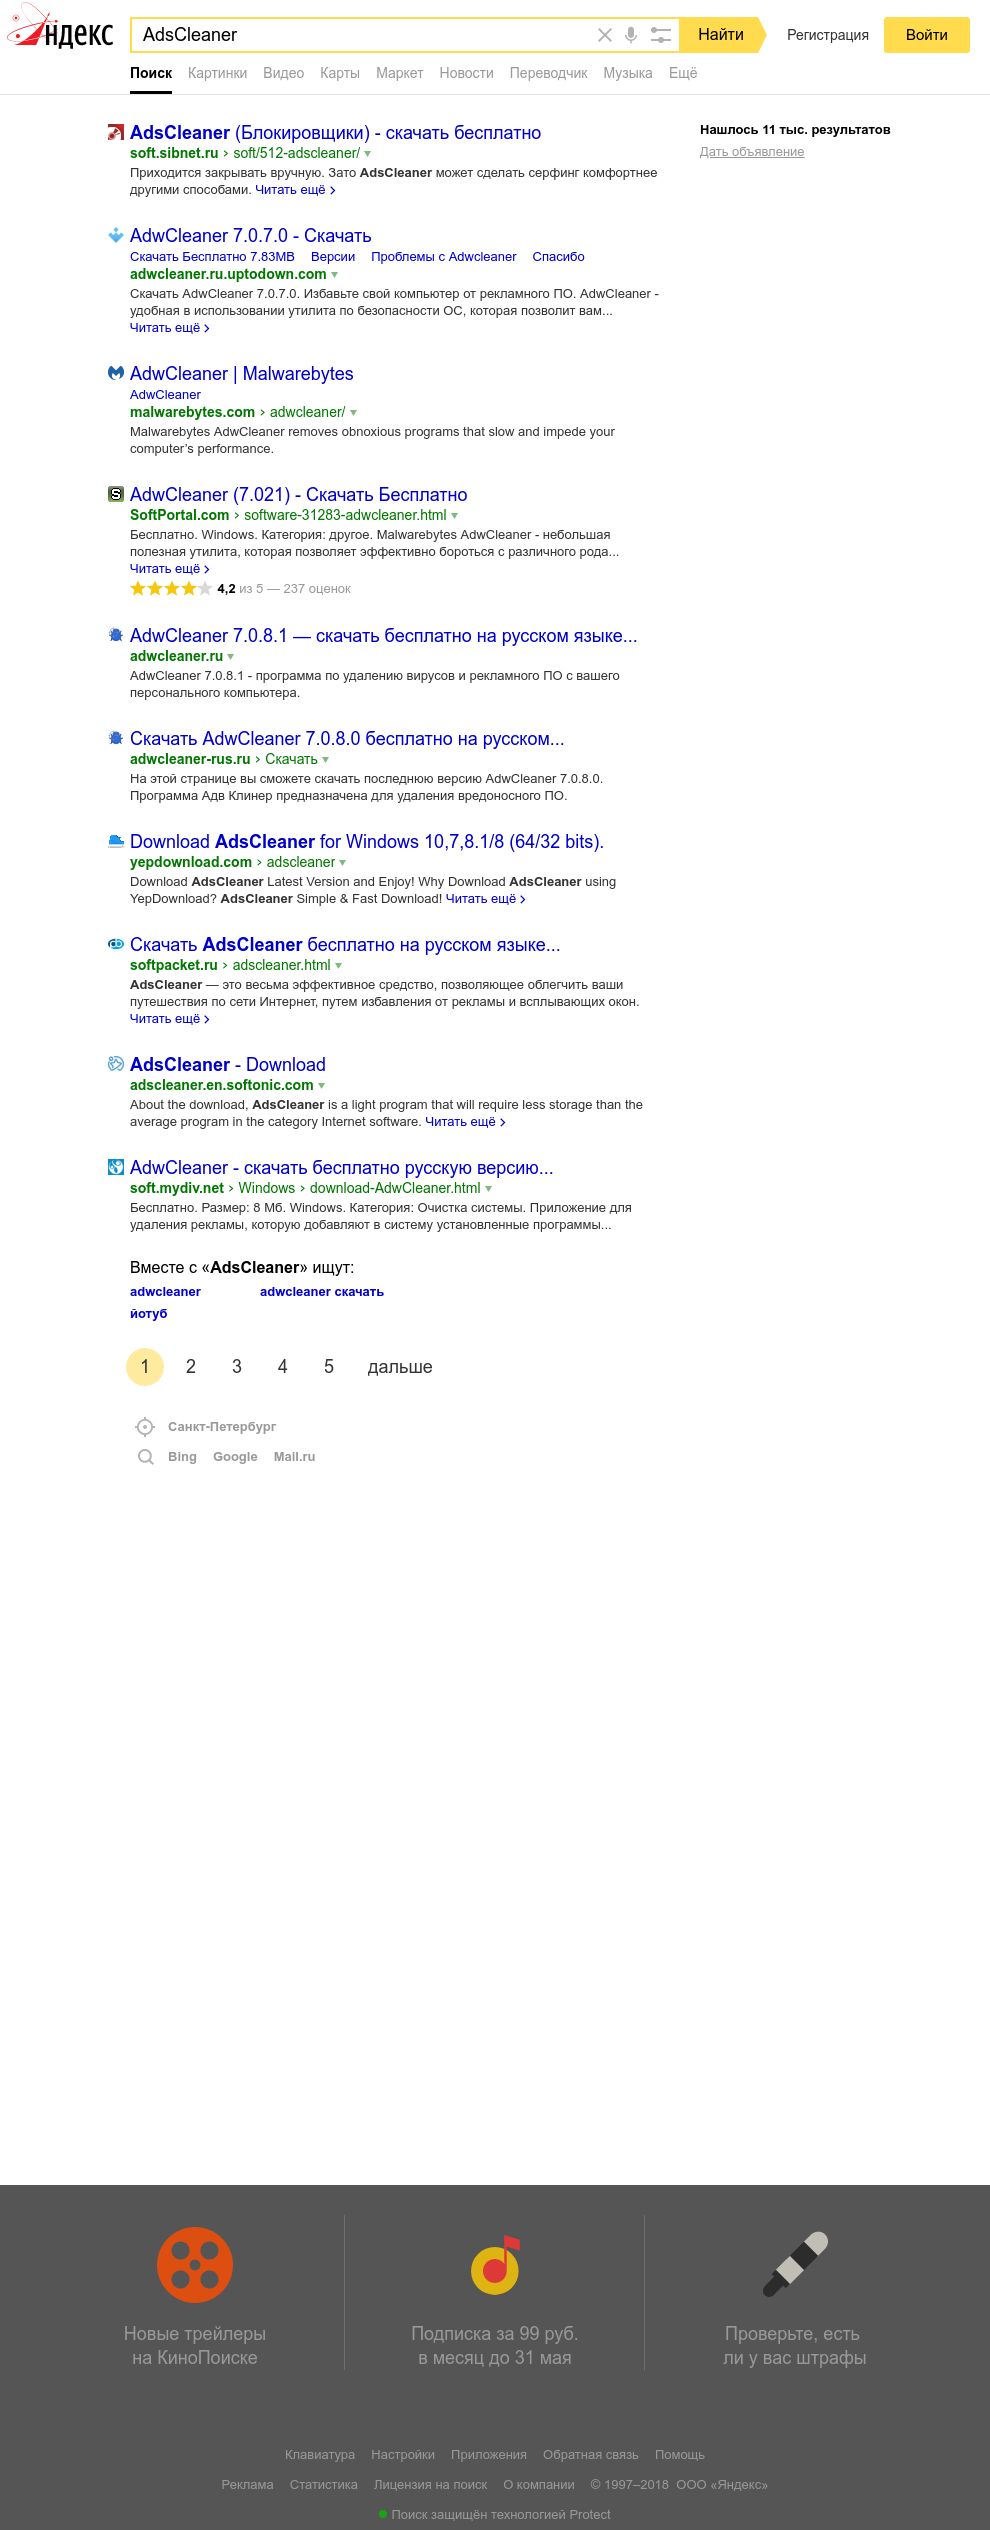 Яндекс
AdsCleaner
Найти
Регистрация
Войти
Поиск Картинки Видео Карты Маркет Новости Переводчик Музыка Ещё
AdsCleaner (Блокировщики) - скачать бесплатно
Нашлось 11 тыс. результатов
soft.sibnet.ru › soft/512-adscleaner/
Дать объявление
Приходится закрывать вручную. Зато AdsCleaner может сделать серфинг комфортнее
другими способами. Читать ещё ›
AdwCleaner 7.0.7.0 - Скачать
Скачать Бесплатно 7.83MB Версии Проблемы с Adwcleaner Спасибо
adwcleaner.ru.uptodown.com
Скачать AdwCleaner 7.0.7.0. Избавьте свой компьютер от рекламного ПО. AdwCleaner -
удобная в использовании утилита по безопасности ОС, которая позволит вам...
Читать ещё ›
AdwCleaner | Malwarebytes
AdwCleaner
malwarebytes.com › adwcleaner/
Malwarebytes AdwCleaner removes obnoxious programs that slow and impede your
computer’s performance.
AdwCleaner (7.021) - Скачать Бесплатно
SoftPortal.com › software-31283-adwcleaner.html
Бесплатно. Windows. Категория: другое. Malwarebytes AdwCleaner - небольшая
полезная утилита, которая позволяет эффективно бороться с различного рода...
Читать ещё ›
4,2 из 5 — 237 оценок
AdwCleaner 7.0.8.1 — скачать бесплатно на русском языке...
adwcleaner.ru
AdwCleaner 7.0.8.1 - программа по удалению вирусов и рекламного ПО с вашего
персонального компьютера.
Скачать AdwCleaner 7.0.8.0 бесплатно на русском...
adwcleaner-rus.ru › Скачать
На этой странице вы сможете скачать последнюю версию AdwCleaner 7.0.8.0.
Программа Адв Клинер предназначена для удаления вредоносного ПО.
Download AdsCleaner for Windows 10,7,8.1/8 (64/32 bits).
yepdownload.com › adscleaner
Download AdsCleaner Latest Version and Enjoy! Why Download AdsCleaner using
YepDownload? AdsCleaner Simple & Fast Download! Читать ещё ›
Скачать AdsCleaner бесплатно на русском языке...
softpacket.ru › adscleaner.html
AdsCleaner — это весьма эффективное средство, позволяющее облегчить ваши
путешествия по сети Интернет, путем избавления от рекламы и всплывающих окон.
Читать ещё ›
AdsCleaner - Download
adscleaner.en.softonic.com
About the download, AdsCleaner is a light program that will require less storage than the
average program in the category Internet software. Читать ещё ›
AdwCleaner - скачать бесплатно русскую версию...
soft.mydiv.net › Windows › download-AdwCleaner.html
Бесплатно. Размер: 8 Мб. Windows. Категория: Очистка системы. Приложение для
удаления рекламы, которую добавляют в систему установленные программы...
Вместе с «AdsCleaner» ищут:
adwcleaner adwcleaner скачать
йотуб
1 2 3 4 5 дальше
Санкт-Петербург
Bing Google Mail.ru
Новые трейлеры
на КиноПоиске
Подписка за 99 руб.
в месяц до 31 мая
Проверьте, есть
ли у вас штрафы
Клавиатура Настройки Приложения Обратная связь Помощь
Реклама Статистика Лицензия на поиск О компании © 1997–2018 ООО «Яндекс»
Поиск защищён технологией Protect